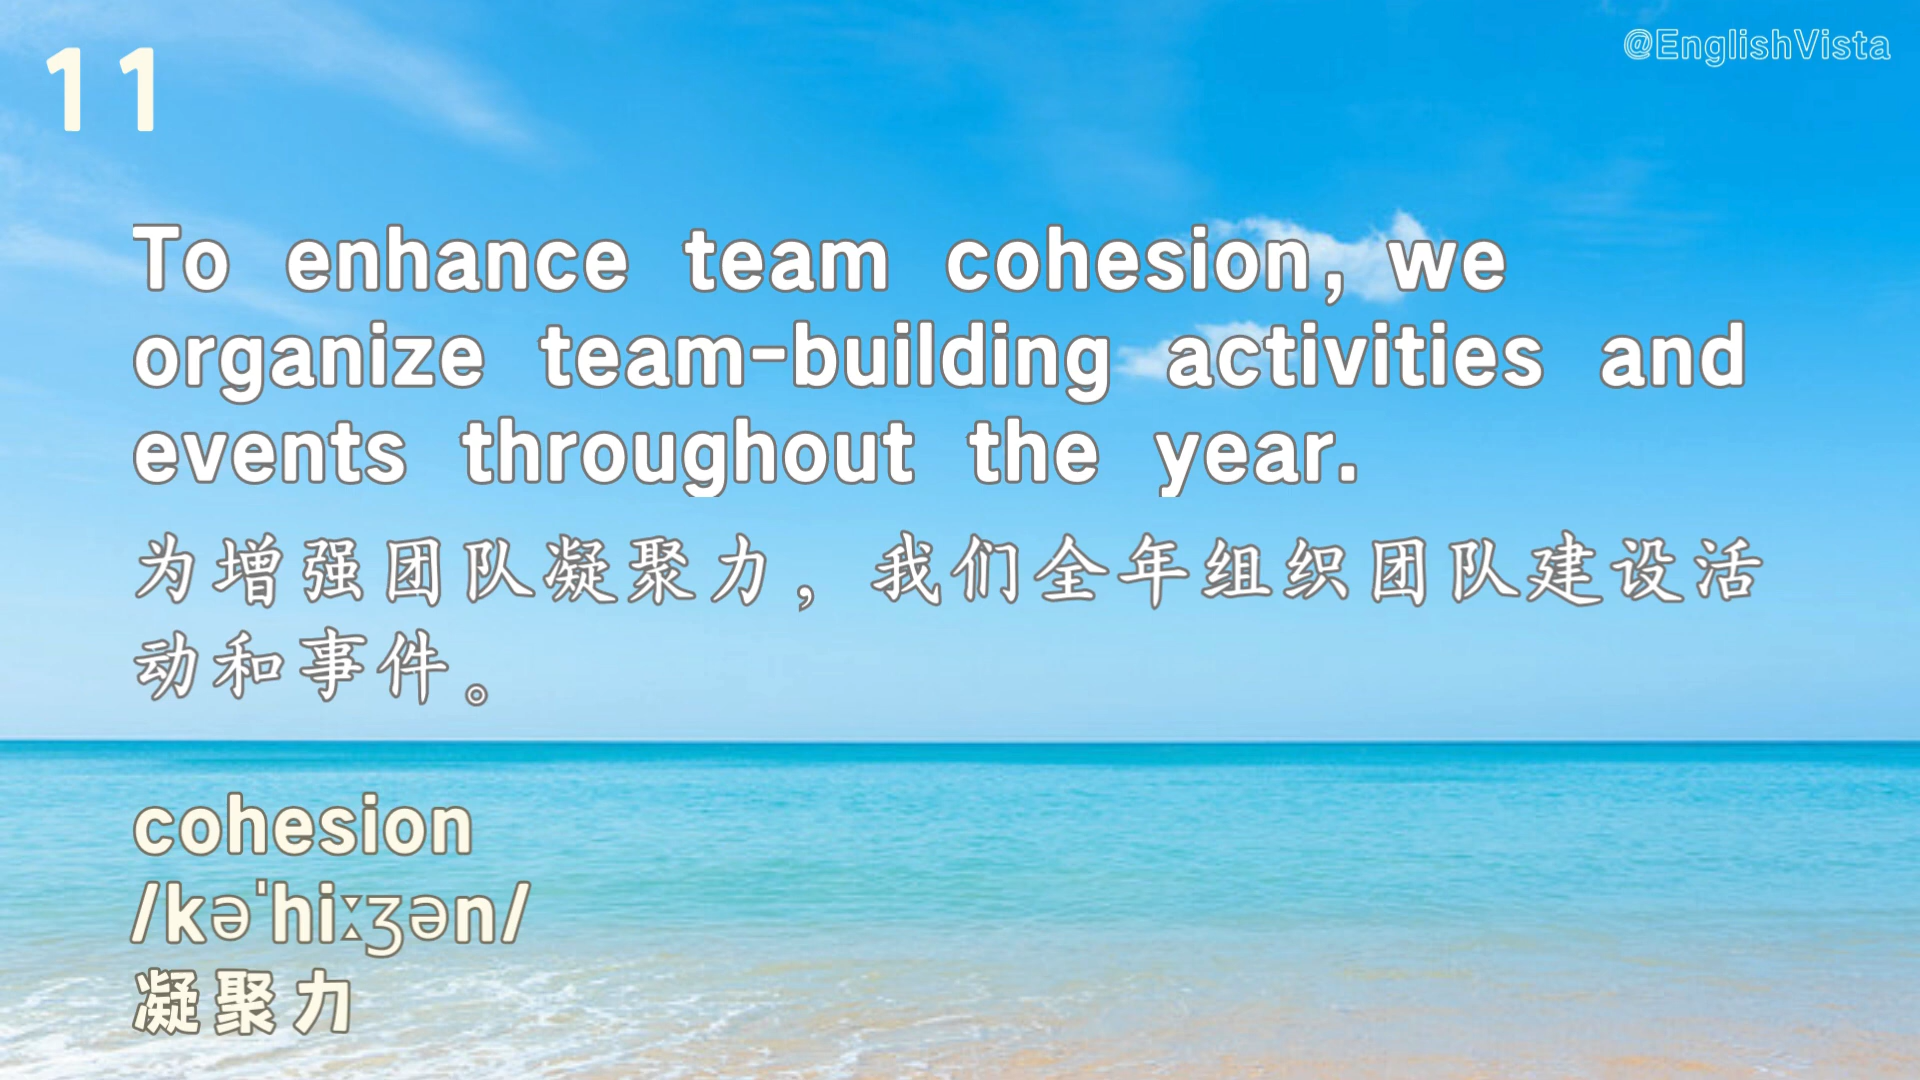 11
@EnglishVista
To enhance team cohesion, we
organize team-building activities and
events throughout the year.
为增强团队凝聚力，我们全年组织团队建设活
动和事件。
cohesion
/kəˈhiːʒən/
凝聚力